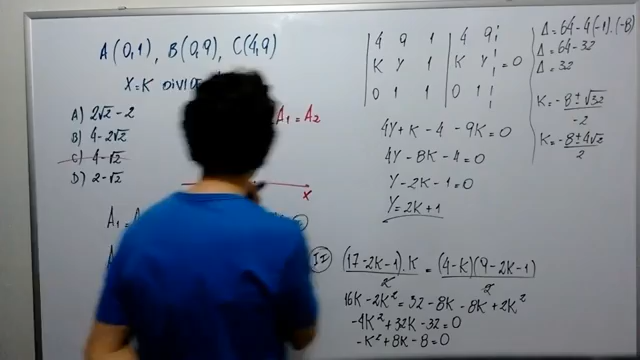 A(0,1), B(0,9), C(4,9)
X=K
A) 2√2 - 2
B) 4-2√2
C) 4-√2
D) 2-√2
A₁ = A₂
X
A₁ =
4 9 1 4 9
K Y 1 K Y = 0
0 1 1 0 1
4Y+K-4-9K=0
4Y-8K-4=0
Y-2K-1=0
Y=2K+1
Δ=64-4(-1).(-8)
Δ=64-32
Δ=32
K=-8±√32/-2
K=-8±4√2/2
II (17-2K-1).K/2 = (4-K)(9-2K-1)/2
16K-2K²=32-8K-8K+2K²
-4K²+32K-32=0
-K²+8K-8=0